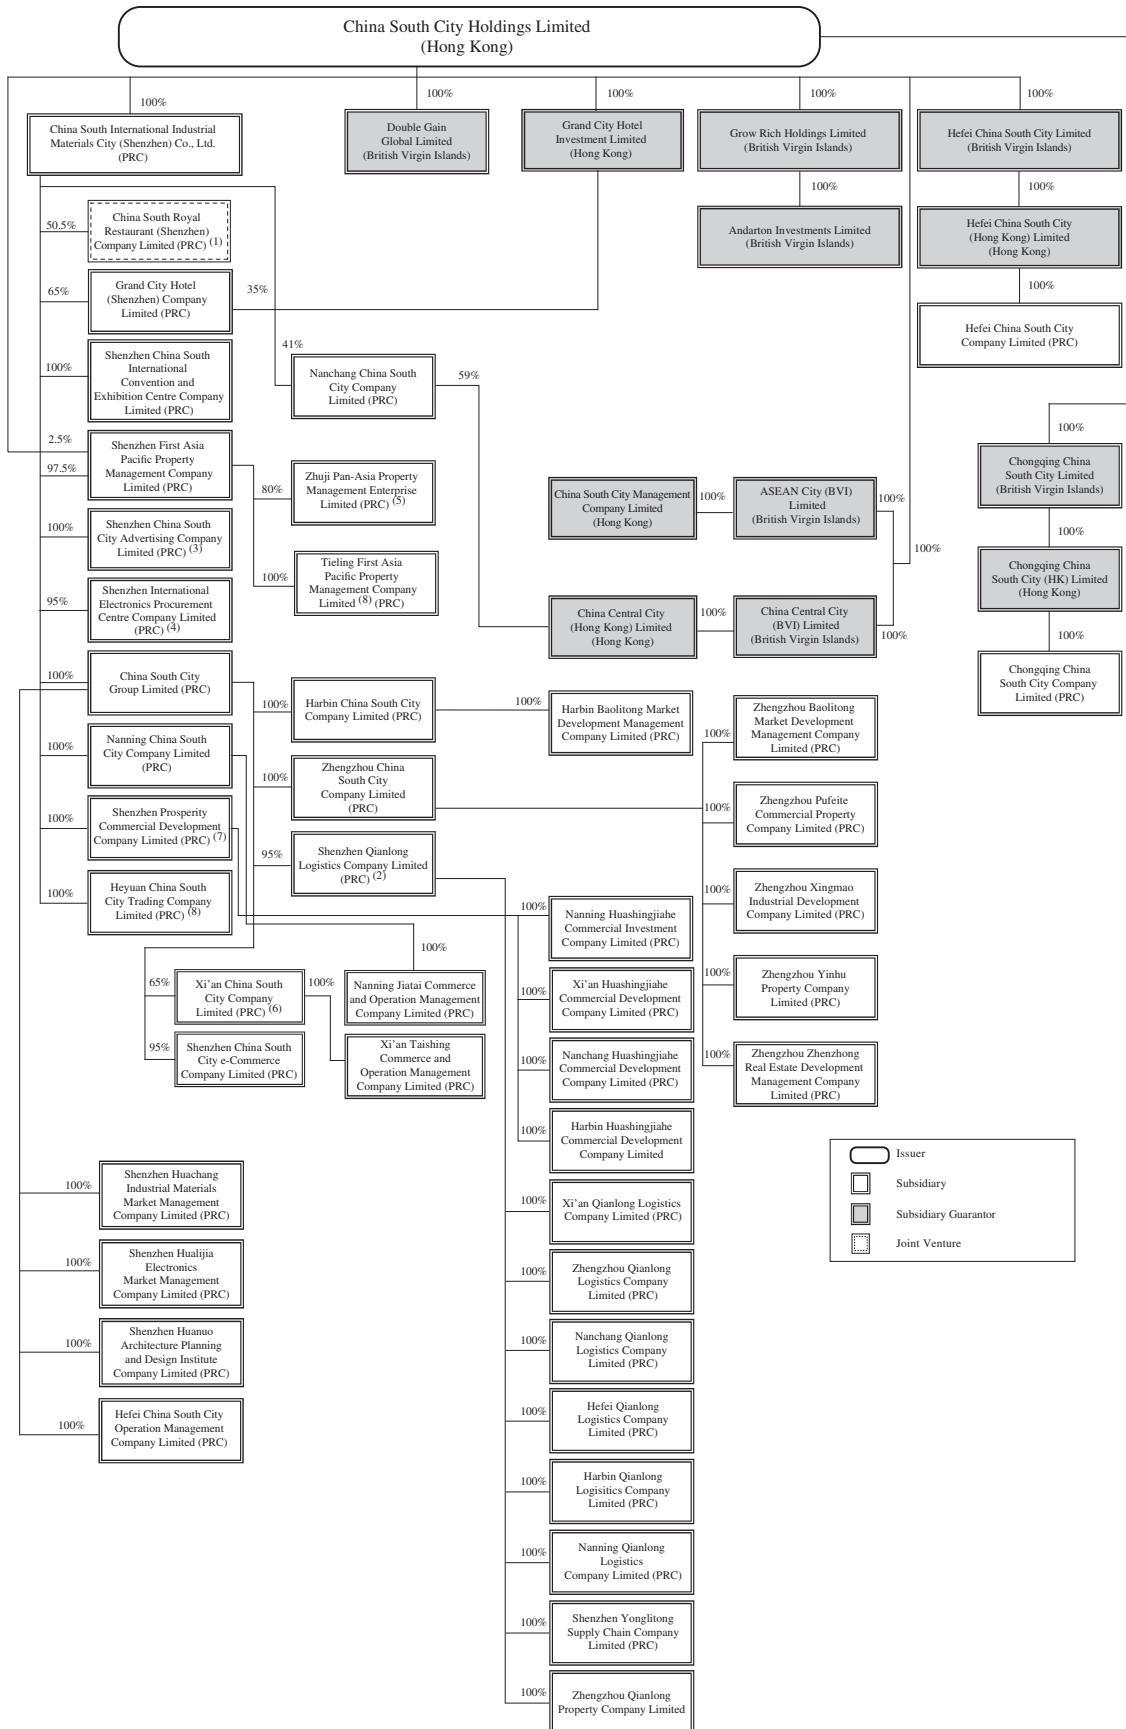 China South City Holdings Limited
(Hong Kong)
100%
100%
100%
100%
100%
China South International Industrial
Materials City (Shenzhen) Co., Ltd.
(PRC)
Double Gain
Global Limited
(British Virgin Islands)
Grand City Hotel
Investment Limited
(Hong Kong)
Grow Rich Holdings Limited
(British Virgin Islands)
Hefei China South City Limited
(British Virgin Islands)
100%
100%
50.5%
China South Royal
Restaurant (Shenzhen)
Company Limited (PRC) (1)
Andarton Investments Limited
(British Virgin Islands)
Hefei China South City
(Hong Kong) Limited
(Hong Kong)
65%
Grand City Hotel
(Shenzhen) Company
Limited (PRC)
35%
100%
Hefei China South City
Company Limited (PRC)
100%
Shenzhen China South
International
Convention and
Exhibition Centre Company
Limited (PRC)
41%
Nanchang China South
City Company
Limited (PRC)
59%
2.5%
97.5%
Shenzhen First Asia
Pacific Property
Management Company
Limited (PRC)
80%
Zhuji Pan-Asia Property
Management Enterprise
Limited (PRC) (5)
China South City Management
Company Limited
(Hong Kong)
100%
ASEAN City (BVI)
Limited
(British Virgin Islands)
100%
100%
100%
Chongqing China
South City Limited
(British Virgin Islands)
100%
Shenzhen China South
City Advertising Company
Limited (PRC) (3)
100%
Tieling First Asia
Pacific Property
Management Company
Limited (8) (PRC)
100%
Chongqing China
South City (HK) Limited
(Hong Kong)
95%
Shenzhen International
Electronics Procurement
Centre Company Limited
(PRC) (4)
China Central City
(Hong Kong) Limited
(Hong Kong)
100%
China Central City
(BVI) Limited
(British Virgin Islands)
100%
100%
Chongqing China
South City Company
Limited (PRC)
100%
China South City
Group Limited (PRC)
100%
Harbin China South City
Company Limited (PRC)
100%
Harbin Baolitong Market
Development Management
Company Limited (PRC)
100%
Zhengzhou Baolitong
Market Development
Management Company
Limited (PRC)
100%
Nanning China South
City Company Limited
(PRC)
100%
Zhengzhou China
South City
Company Limited
(PRC)
100%
Zhengzhou Pufeite
Commercial Property
Company Limited (PRC)
100%
Shenzhen Prosperity
Commercial Development
Company Limited (PRC) (7)
95%
Shenzhen Qianlong
Logistics Company Limited
(PRC) (2)
100%
Heyuan China South
City Trading Company
Limited (PRC) (8)
100%
Nanning Huashingjiahe
Commercial Investment
Company Limited (PRC)
100%
Zhengzhou Xingmao
Industrial Development
Company Limited (PRC)
100%
65%
Xi'an China South
City Company
Limited (PRC) (6)
100%
Nanning Jiatai Commerce
and Operation Management
Company Limited (PRC)
100%
Xi'an Huashingjiahe
Commercial Development
Company Limited (PRC)
100%
Zhengzhou Yinhu
Property Company
Limited (PRC)
95%
Shenzhen China South
City e-Commerce
Company Limited (PRC)
Xi'an Taishing
Commerce and
Operation Management
Company Limited (PRC)
100%
Nanchang Huashingjiahe
Commercial Development
Company Limited (PRC)
100%
Zhengzhou Zhenzhong
Real Estate Development
Management Company
Limited (PRC)
100%
Harbin Huashingjiahe
Commercial Development
Company Limited
Issuer
Subsidiary
Subsidiary Guarantor
Joint Venture
100%
Shenzhen Huachang
Industrial Materials
Market Management
Company Limited (PRC)
100%
Xi'an Qianlong Logistics
Company Limited (PRC)
100%
Shenzhen Hualijia
Electronics
Market Management
Company Limited (PRC)
100%
Zhengzhou Qianlong
Logistics Company
Limited (PRC)
100%
Shenzhen Huanuo
Architecture Planning
and Design Institute
Company Limited (PRC)
100%
Nanchang Qianlong
Logistics Company
Limited (PRC)
100%
Hefei China South City
Operation Management
Company Limited (PRC)
100%
Hefei Qianlong
Logistics Company
Limited (PRC)
100%
Harbin Qianlong
Logisitics Company
Limited (PRC)
100%
Nanning Qianlong
Logistics
Company Limited (PRC)
100%
Shenzhen Yonglitong
Supply Chain Company
Limited (PRC)
100%
Zhengzhou Qianlong
Property Company Limited